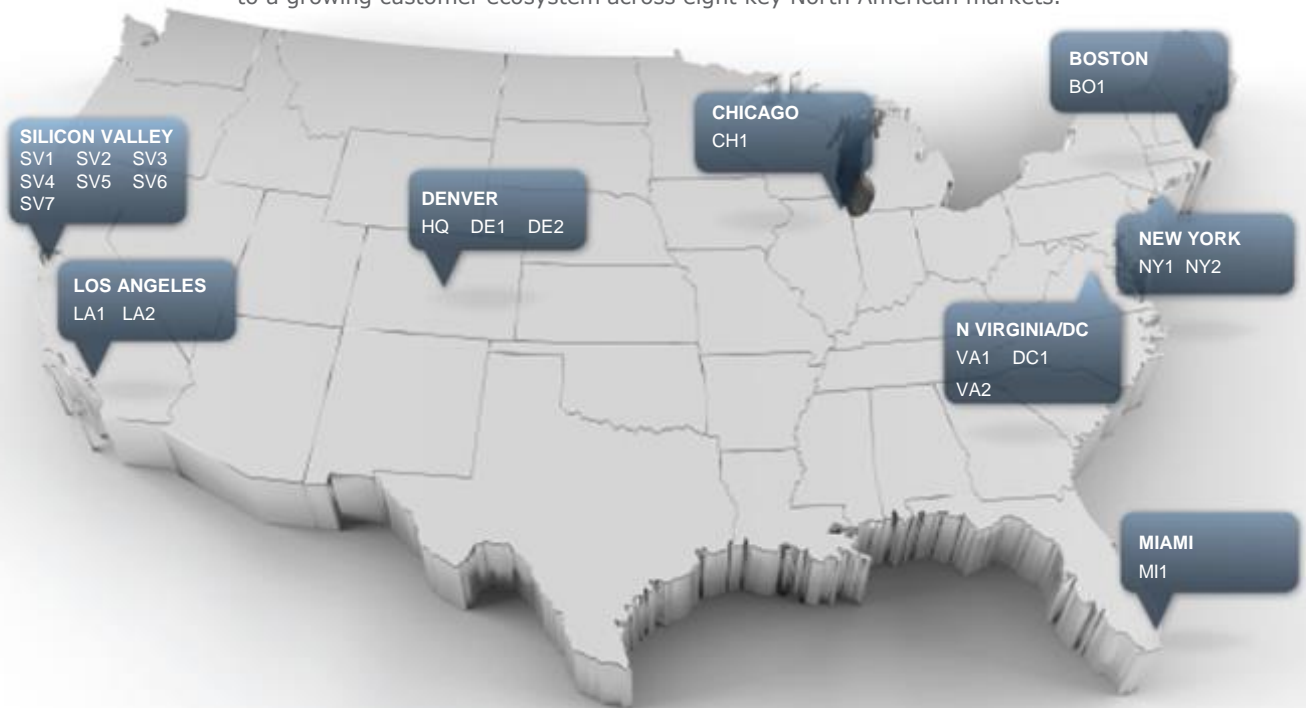 to a growing customer ecosystem across eight key North American markets.
BOSTON
BO1
CHICAGO
CH1
SILICON VALLEY
SV1 SV2 SV3
SV4 SV5 SV6
SV7
DENVER
HQ DE1 DE2
NEW YORK
NY1 NY2
LOS ANGELES
LA1 LA2
N VIRGINIA/DC
VA1 DC1
VA2
MIAMI
MI1